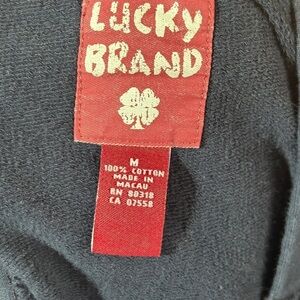 LUCKY
BRAND
M
100% COTTON
MADE IN
MACAU
RN 80318
CA 07558